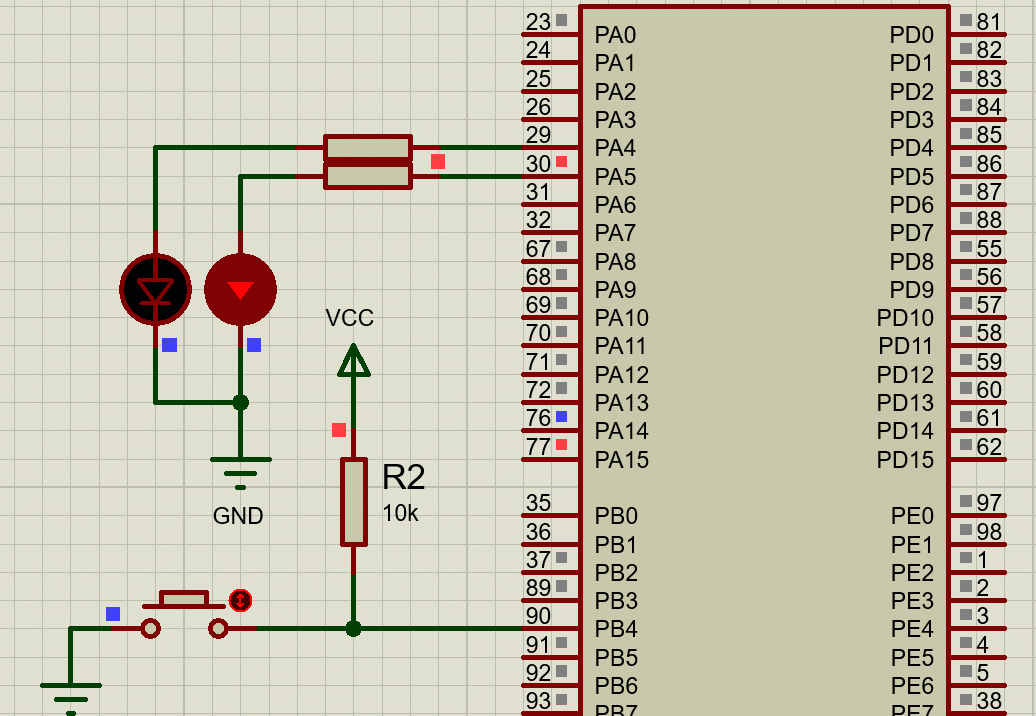 23 PA0 PD0 81
24 PA1 PD1 82
25 PA2 PD2 83
26 PA3 PD3 84
29 PA4 PD4 85
30 PA5 PD5 86
31 PA6 PD6 87
32 PA7 PD7 88
67 PA8 PD8 55
68 PA9 PD9 56
69 PA10 PD10 57
70 PA11 PD11 58
71 PA12 PD12 59
72 PA13 PD13 60
76 PA14 PD14 61
77 PA15 PD15 62
VCC
R2
10k
GND
35 PB0 PE0 97
36 PB1 PE1 98
37 PB2 PE2 1
89 PB3 PE3 2
90 PB4 PE4 3
91 PB5 PE5 4
92 PB6 PE6 5
93 PB7 PE7 38